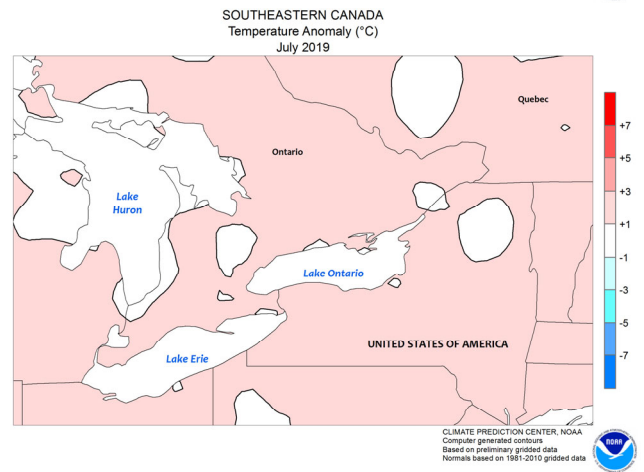 SOUTHEASTERN CANADA
Temperature Anomaly (°C)
July 2019
Quebec
Ontario
Lake
Huron
Lake Ontario
Lake Erie
UNITED STATES OF AMERICA
+7
+5
+3
+1
-1
-3
-5
-7
CLIMATE PREDICTION CENTER, NOAA
Computer generated contours
Based on preliminary gridded data
Normals based on 1981-2010 gridded data
NOAA